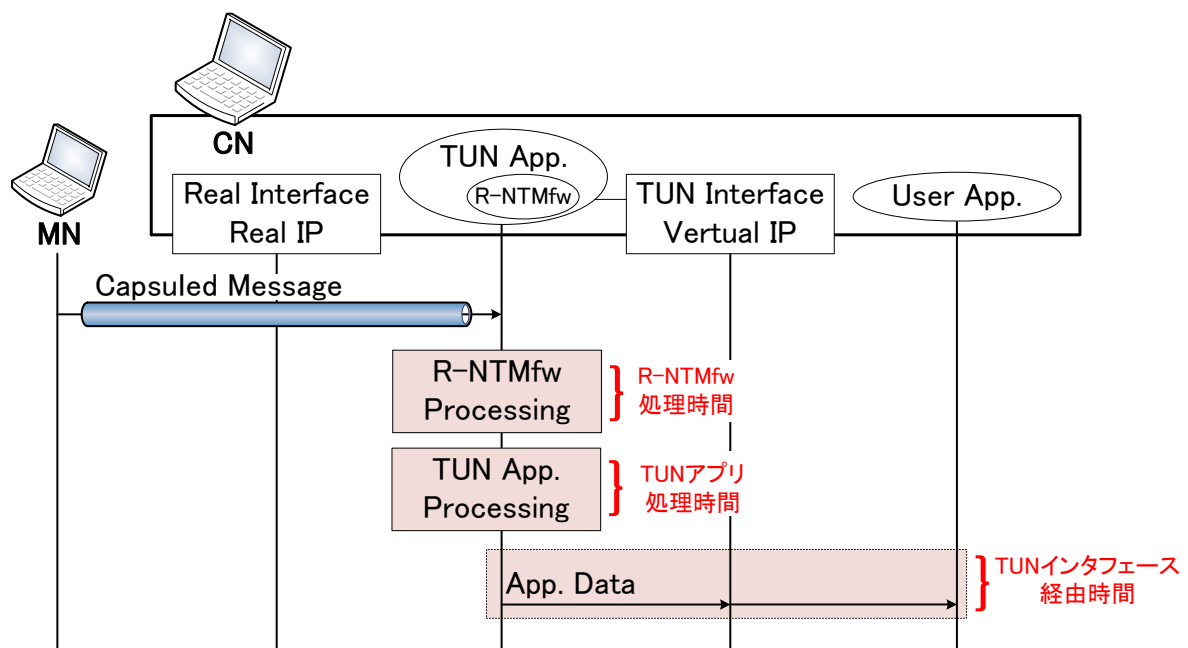 CN
MN
Real Interface
Real IP
TUN App.
R-NTMfw
TUN Interface
Vertual IP
User App.
Capsuled Message
R-NTMfw
Processing
R-NTMfw
処理時間
TUN App.
Processing
TUNアプリ
処理時間
App. Data
TUNインタフェース
経由時間